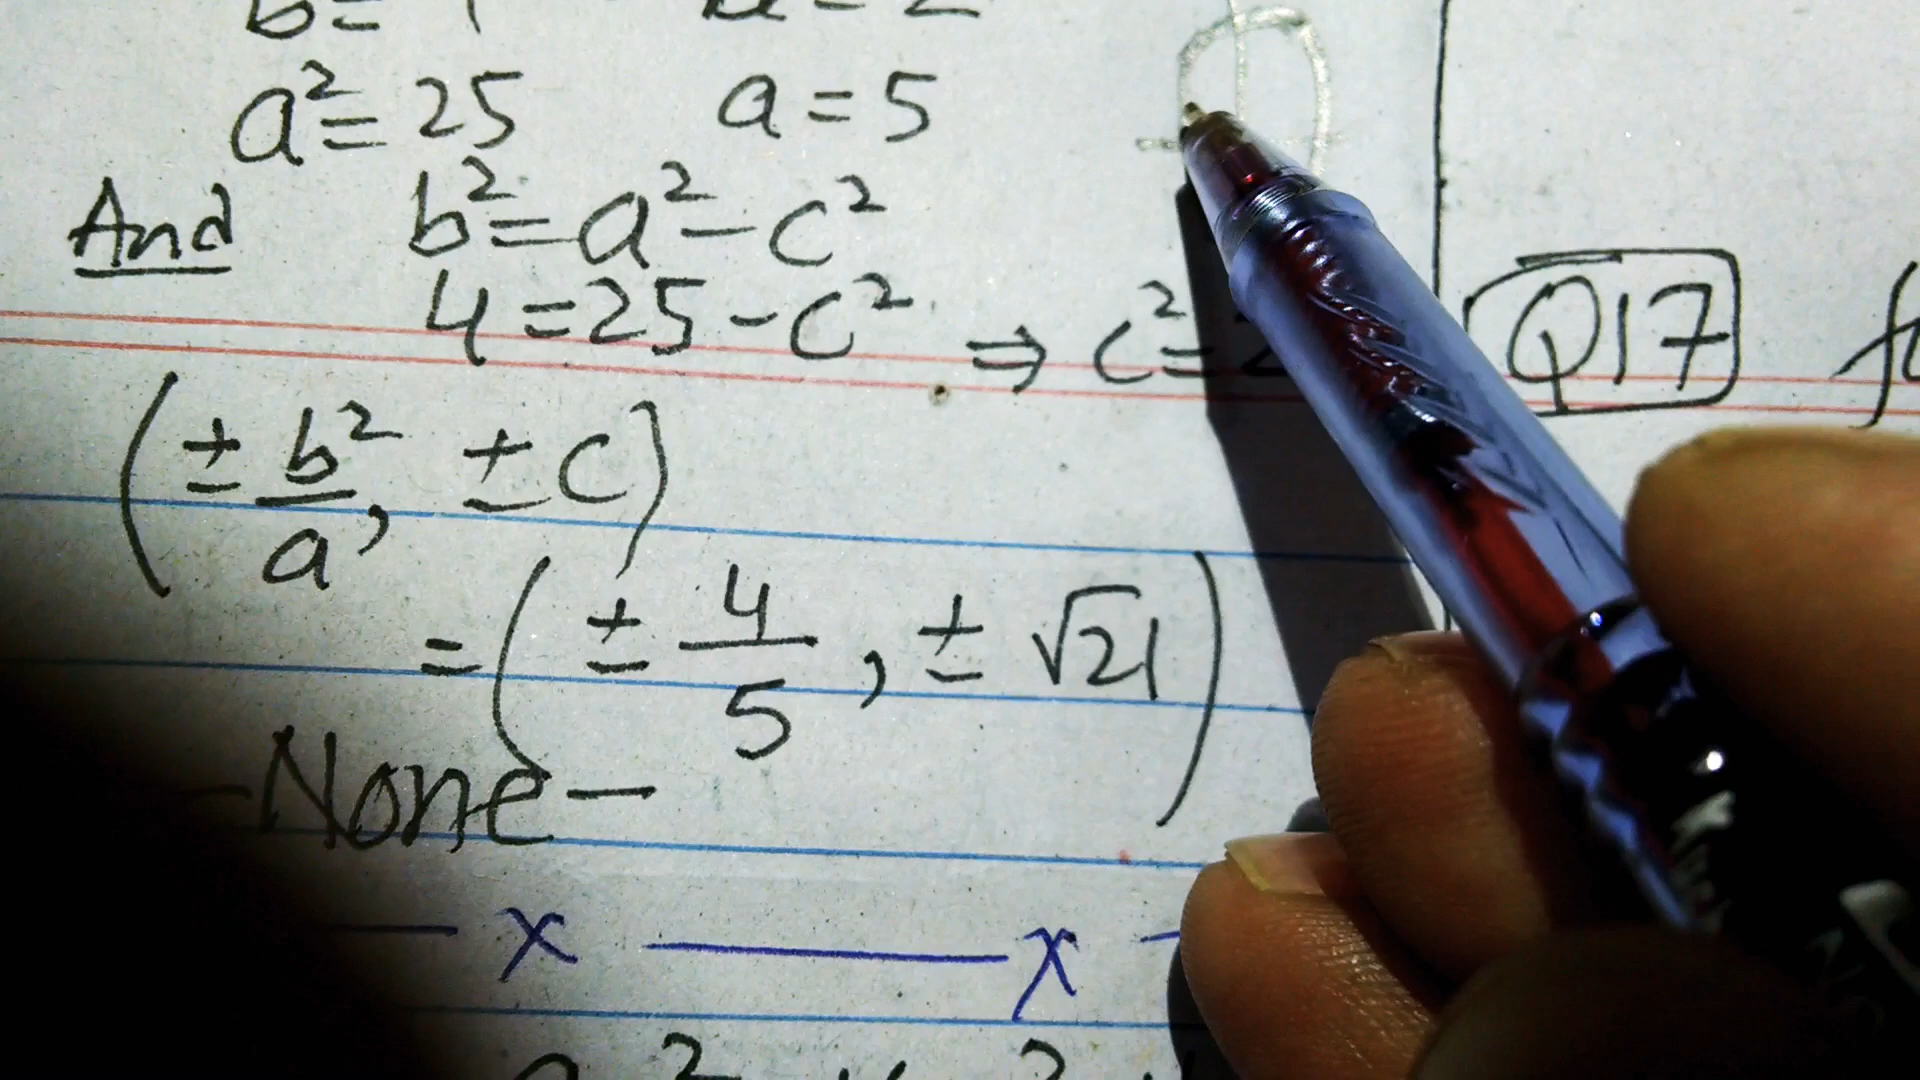 a² = 25 a = 5
And b² = a² - c²
4 = 25 - c² ⇒ c² =
Q17
(± b²/a, ± c)
= (± 4/5, ± √21)
- None -
x x